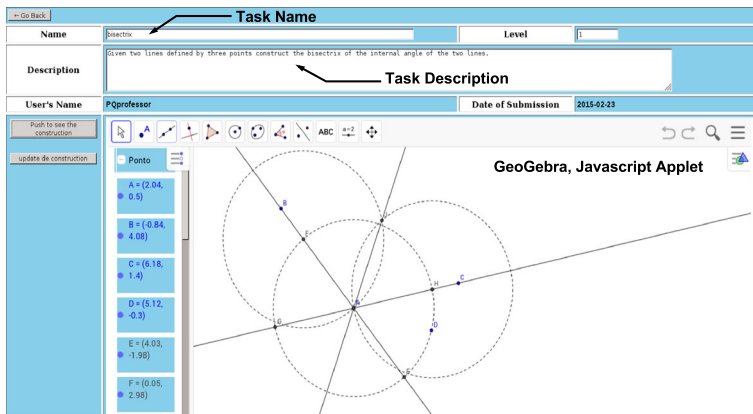 ← Go Back
Task Name
Name
bisectrix
Level
1
Description
Given two lines defined by three points construct the bisectrix of the internal angle of the two lines.
Task Description
User's Name
PQprofessor
Date of Submission
2015-02-23
Push to see the
construction
update de construction
A
ABC
a=2
Ponto
GeoGebra, Javascript Applet
A = (2.04,
0.5)
B = (-0.84,
4.08)
C = (6.18,
1.4)
D = (5.12,
-0.3)
E = (4.03,
-1.98)
F = (0.05,
2.98)
B
F
C
H
A
G
D
E